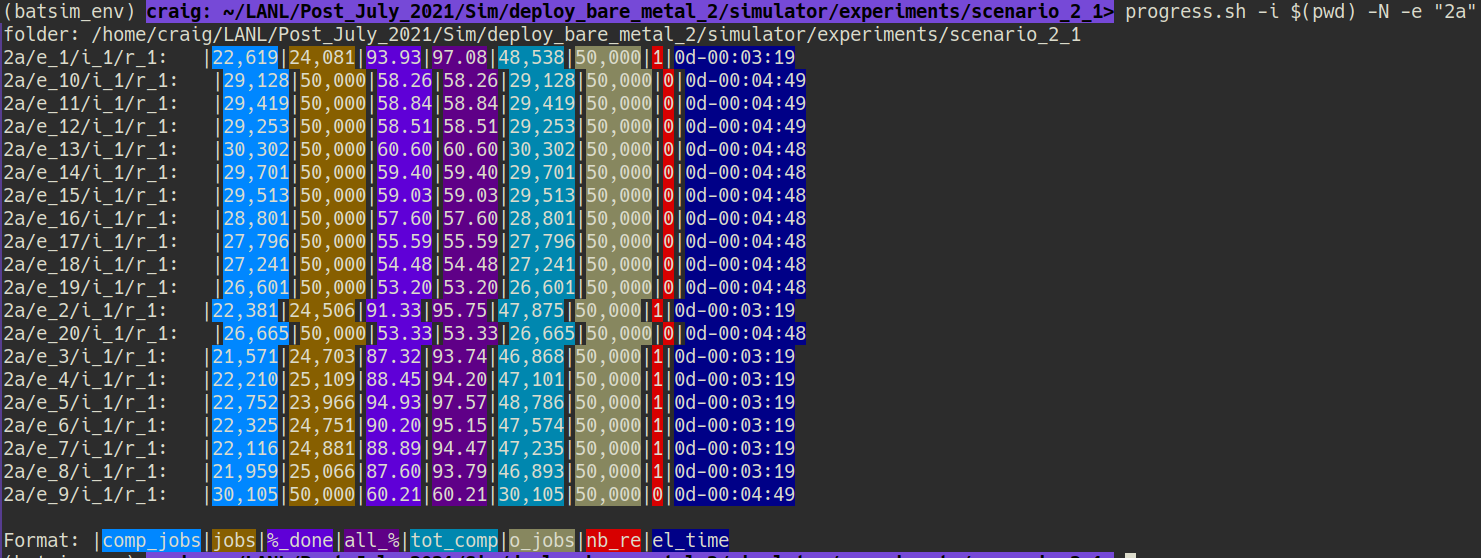 (batsim_env) craig: ~/LANL/Post_July_2021/Sim/deploy_bare_metal_2/simulator/experiments/scenario_2_1> progress.sh -i $(pwd) -N -e "2a"
folder: /home/craig/LANL/Post_July_2021/Sim/deploy_bare_metal_2/simulator/experiments/scenario_2_1
2a/e_1/i_1/r_1: |22,619|24,081|93.93|97.08|48,538|50,000|1|0d-00:03:19
2a/e_10/i_1/r_1: |29,128|50,000|58.26|58.26|29,128|50,000|0|0d-00:04:49
2a/e_11/i_1/r_1: |29,419|50,000|58.84|58.84|29,419|50,000|0|0d-00:04:49
2a/e_12/i_1/r_1: |29,253|50,000|58.51|58.51|29,253|50,000|0|0d-00:04:49
2a/e_13/i_1/r_1: |30,302|50,000|60.60|60.60|30,302|50,000|0|0d-00:04:48
2a/e_14/i_1/r_1: |29,701|50,000|59.40|59.40|29,701|50,000|0|0d-00:04:48
2a/e_15/i_1/r_1: |29,513|50,000|59.03|59.03|29,513|50,000|0|0d-00:04:48
2a/e_16/i_1/r_1: |28,801|50,000|57.60|57.60|28,801|50,000|0|0d-00:04:48
2a/e_17/i_1/r_1: |27,796|50,000|55.59|55.59|27,796|50,000|0|0d-00:04:48
2a/e_18/i_1/r_1: |27,241|50,000|54.48|54.48|27,241|50,000|0|0d-00:04:48
2a/e_19/i_1/r_1: |26,601|50,000|53.20|53.20|26,601|50,000|0|0d-00:04:48
2a/e_2/i_1/r_1: |22,381|24,506|91.33|95.75|47,875|50,000|1|0d-00:03:19
2a/e_20/i_1/r_1: |26,665|50,000|53.33|53.33|26,665|50,000|0|0d-00:04:48
2a/e_3/i_1/r_1: |21,571|24,703|87.32|93.74|46,868|50,000|1|0d-00:03:19
2a/e_4/i_1/r_1: |22,210|25,109|88.45|94.20|47,101|50,000|1|0d-00:03:19
2a/e_5/i_1/r_1: |22,752|23,966|94.93|97.57|48,786|50,000|1|0d-00:03:19
2a/e_6/i_1/r_1: |22,325|24,751|90.20|95.15|47,574|50,000|1|0d-00:03:19
2a/e_7/i_1/r_1: |22,116|24,881|88.89|94.47|47,235|50,000|1|0d-00:03:19
2a/e_8/i_1/r_1: |21,959|25,066|87.60|93.79|46,893|50,000|1|0d-00:03:19
2a/e_9/i_1/r_1: |30,105|50,000|60.21|60.21|30,105|50,000|0|0d-00:04:49
Format: |comp_jobs|jobs|%_done|all_%|tot_comp|o_jobs|nb_re|el_time